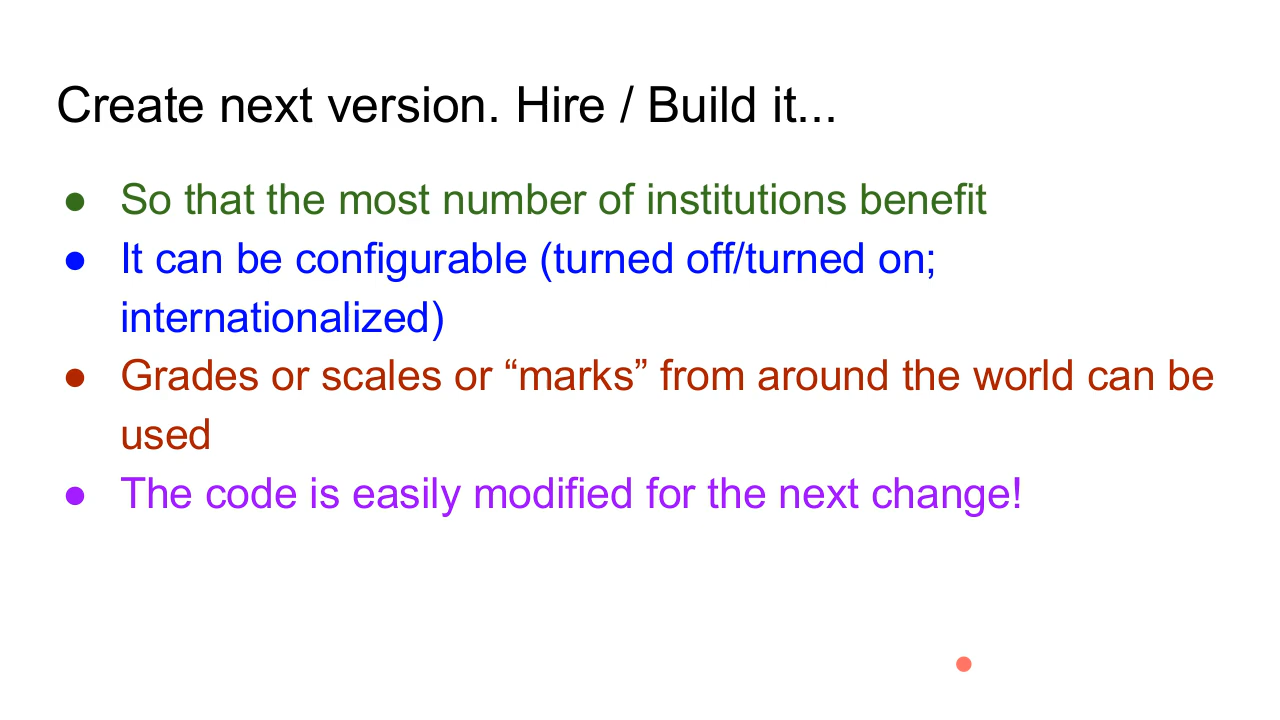 Create next version. Hire / Build it...
● So that the most number of institutions benefit
● It can be configurable (turned off/turned on;
internationalized)
● Grades or scales or “marks” from around the world can be
used
● The code is easily modified for the next change!